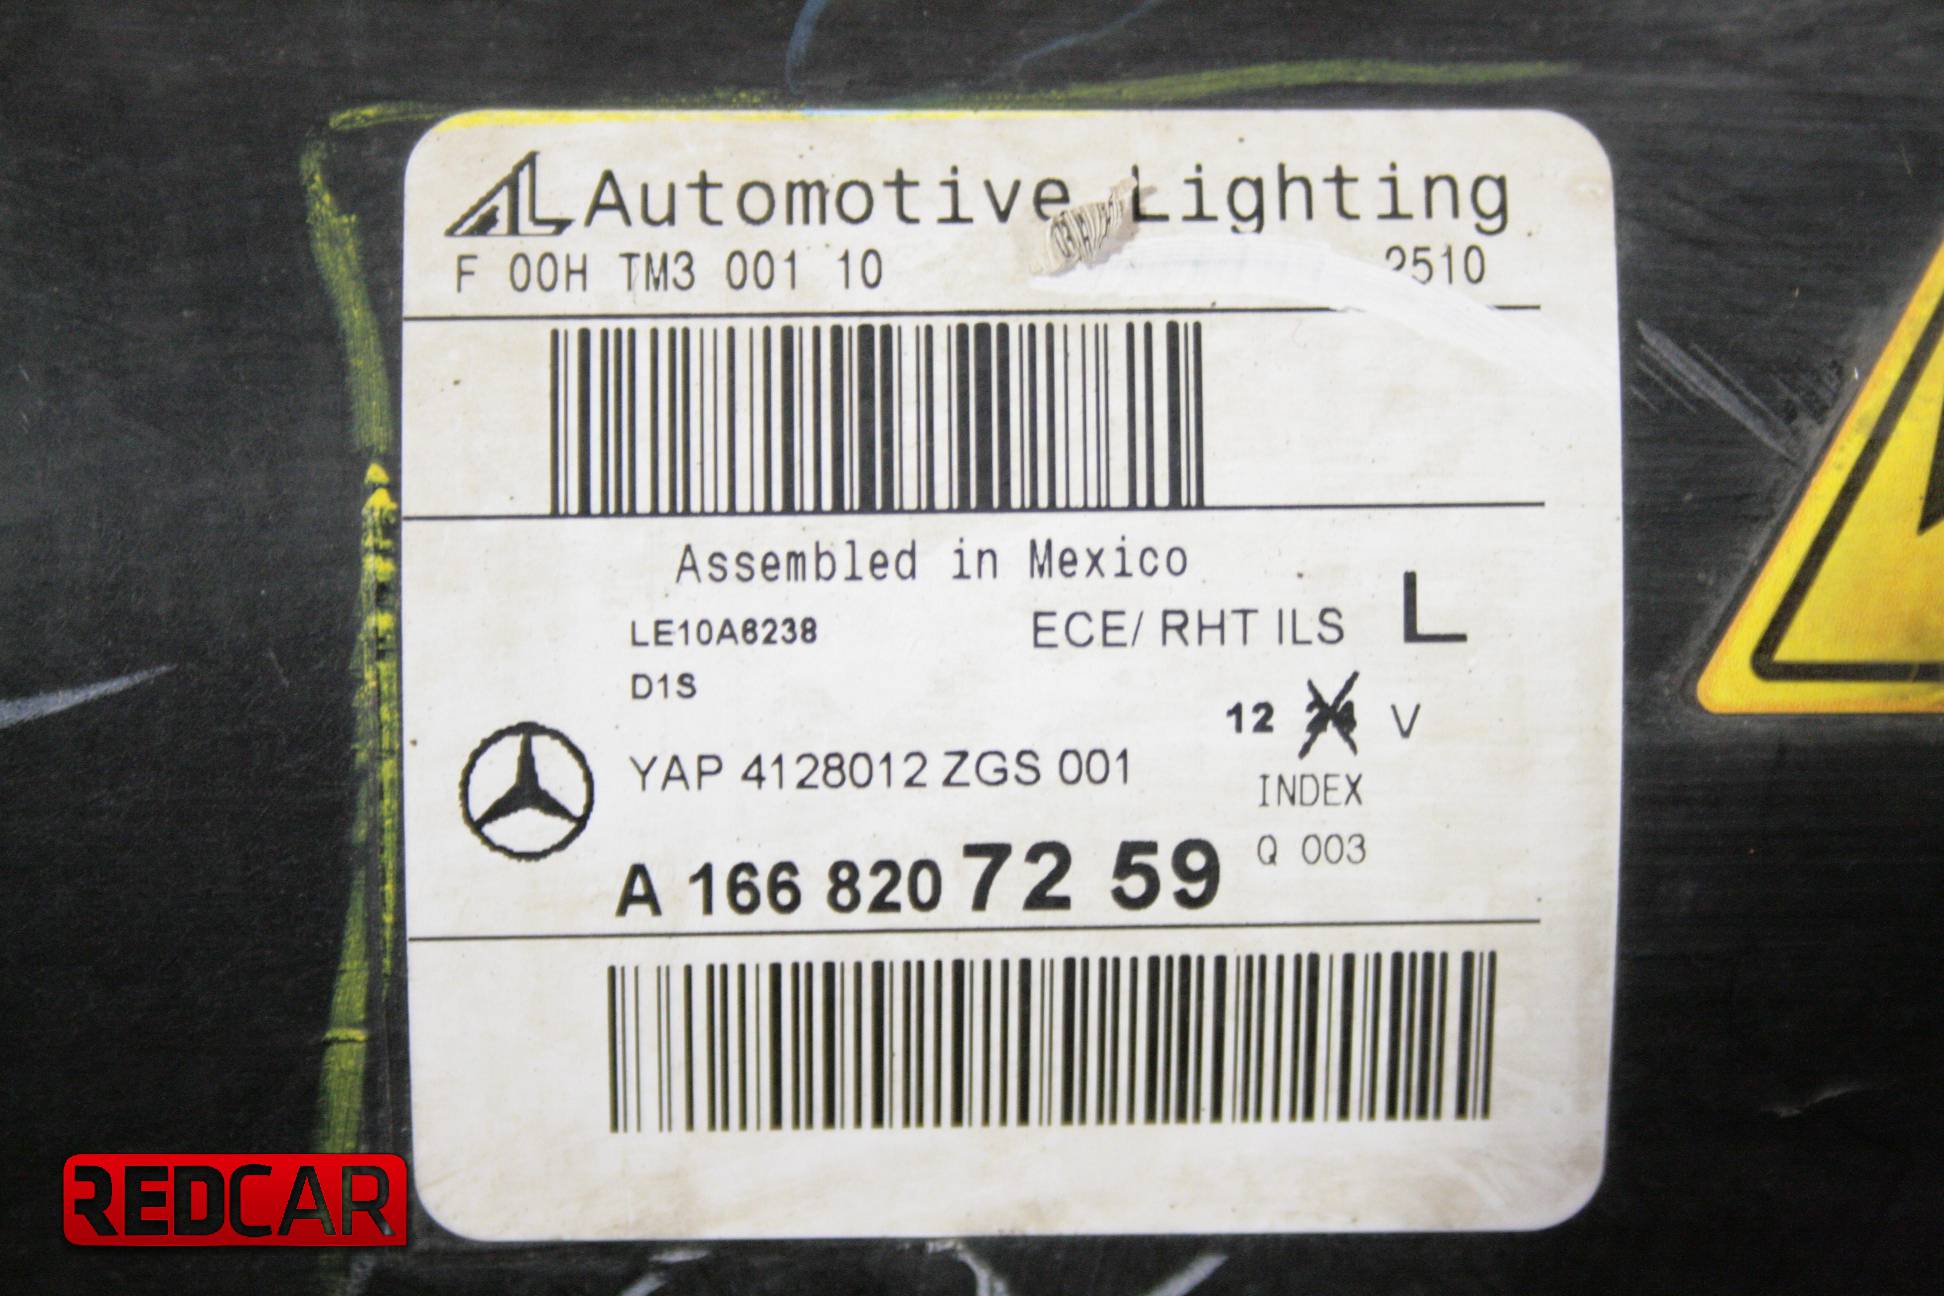 AL Automotive Lighting
F 00H TM3 001 10 2510
Assembled in Mexico
LE10A6238 ECE/ RHT ILS L
D1S
12 V
YAP 4128012 ZGS 001
INDEX
A 166 820 72 59 Q 003
REDCAR